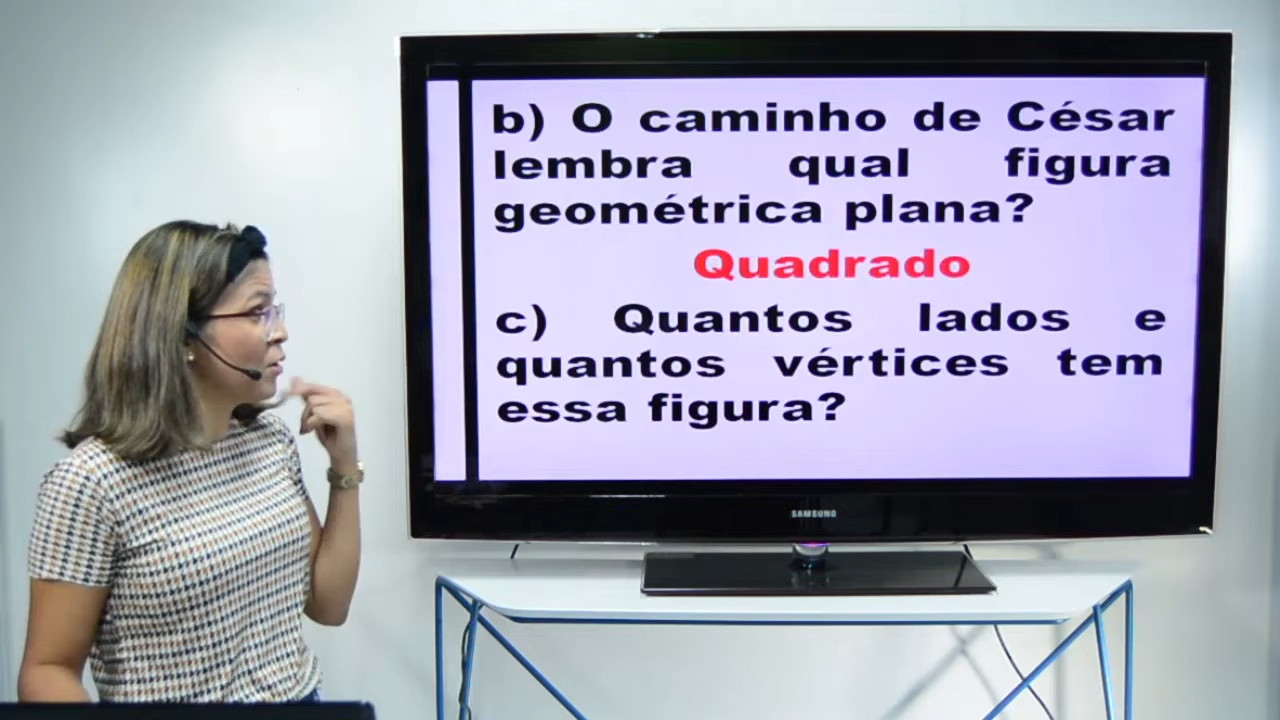 b) O caminho de César
lembra qual figura
geométrica plana?
Quadrado
c) Quantos lados e
quantos vértices tem
essa figura?
SAMSUNG